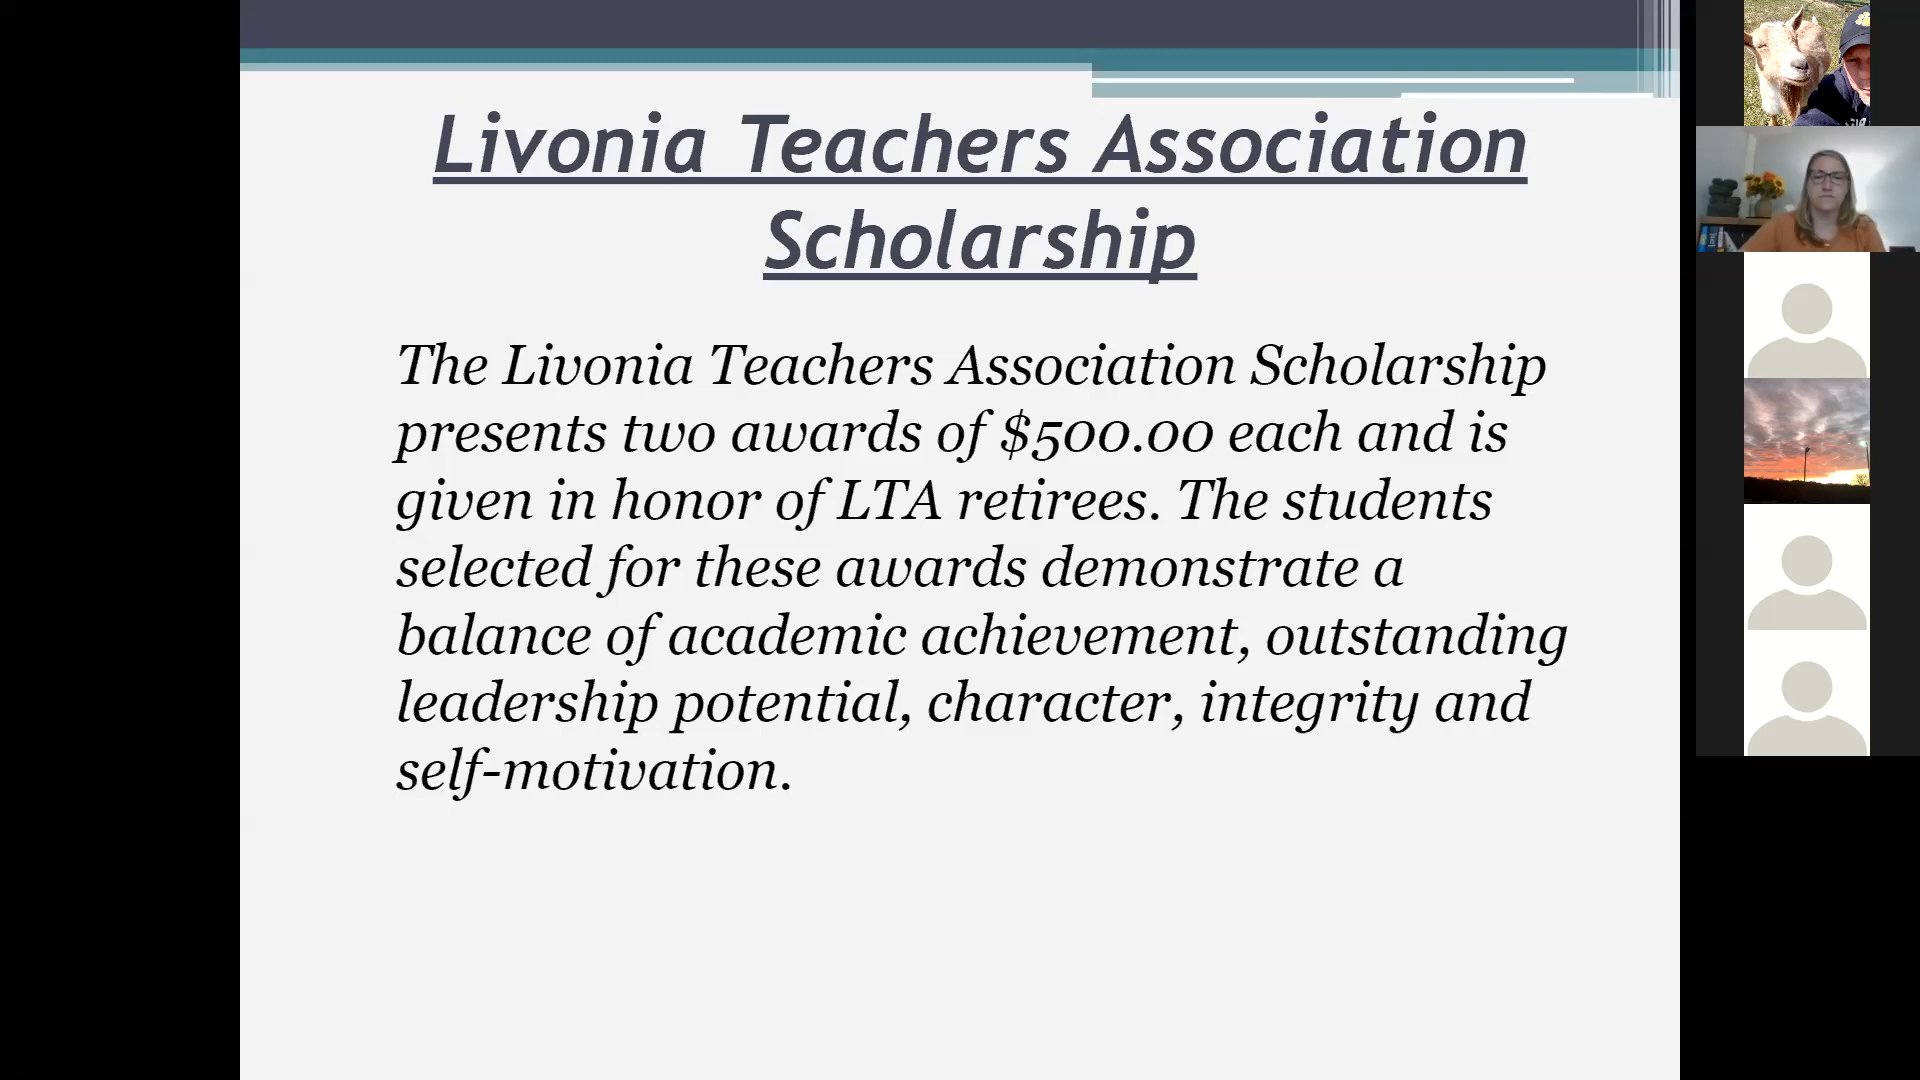 Livonia Teachers Association
Scholarship
The Livonia Teachers Association Scholarship
presents two awards of $500.00 each and is
given in honor of LTA retirees. The students
selected for these awards demonstrate a
balance of academic achievement, outstanding
leadership potential, character, integrity and
self-motivation.